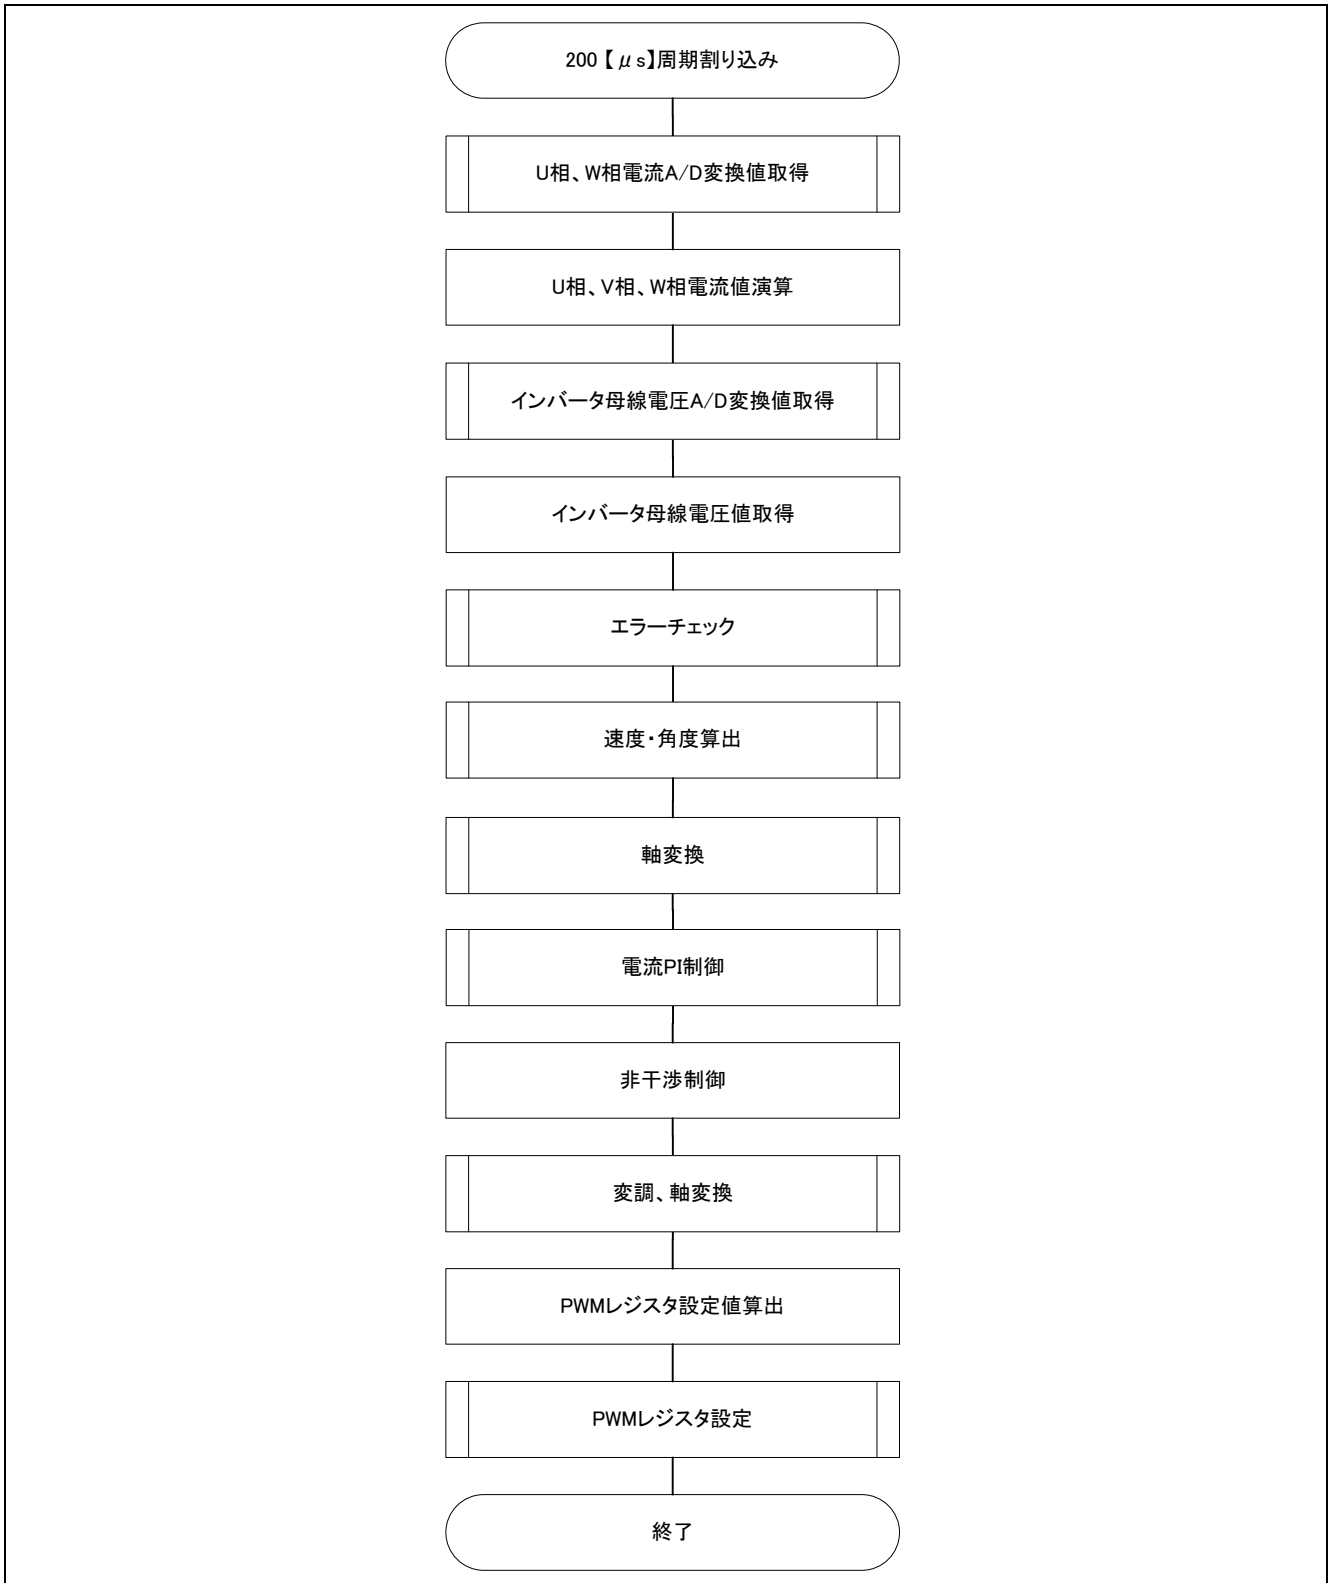 200【μs】周期割り込み
U相、W相電流A/D変換値取得
U相、V相、W相電流値演算
インバータ母線電圧A/D変換値取得
インバータ母線電圧値取得
エラーチェック
速度・角度算出
軸変換
電流PI制御
非干渉制御
変調、軸変換
PWMレジスタ設定値算出
PWMレジスタ設定
終了